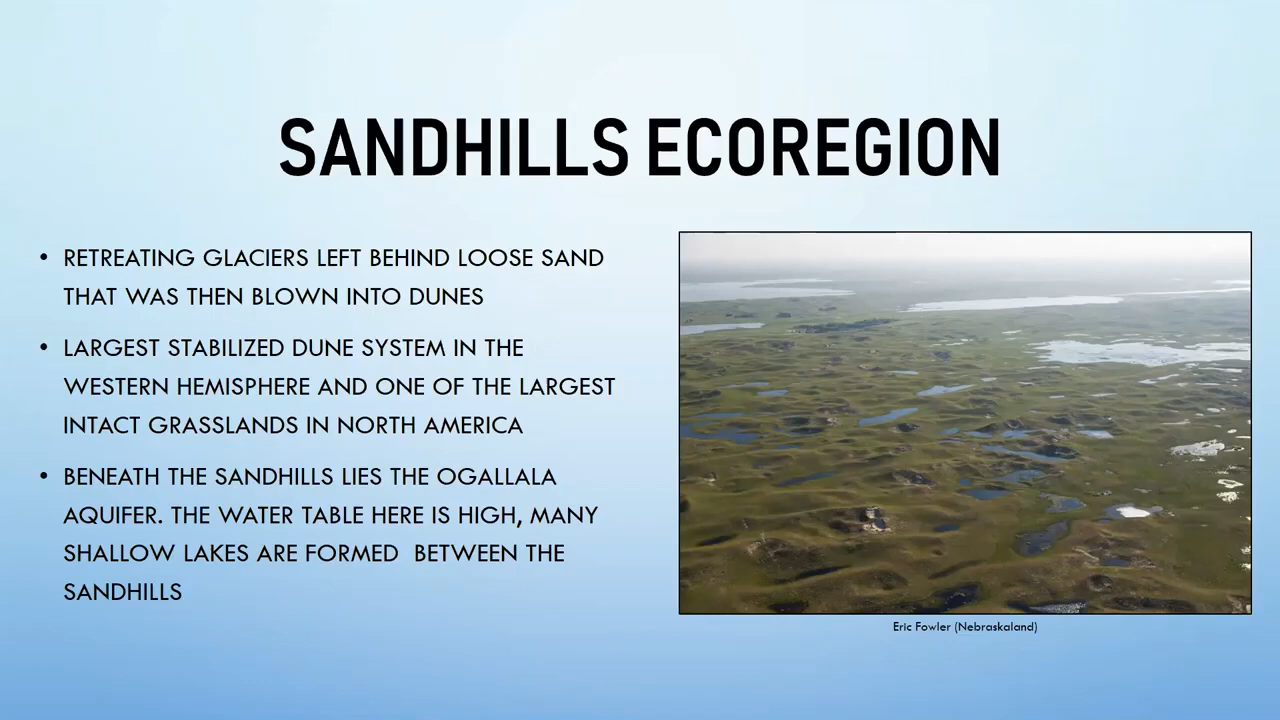 SANDHILLS ECOREGION
• RETREATING GLACIERS LEFT BEHIND LOOSE SAND
THAT WAS THEN BLOWN INTO DUNES
• LARGEST STABILIZED DUNE SYSTEM IN THE
WESTERN HEMISPHERE AND ONE OF THE LARGEST
INTACT GRASSLANDS IN NORTH AMERICA
• BENEATH THE SANDHILLS LIES THE OGALLALA
AQUIFER. THE WATER TABLE HERE IS HIGH, MANY
SHALLOW LAKES ARE FORMED  BETWEEN THE
SANDHILLS
Eric Fowler (Nebraskaland)